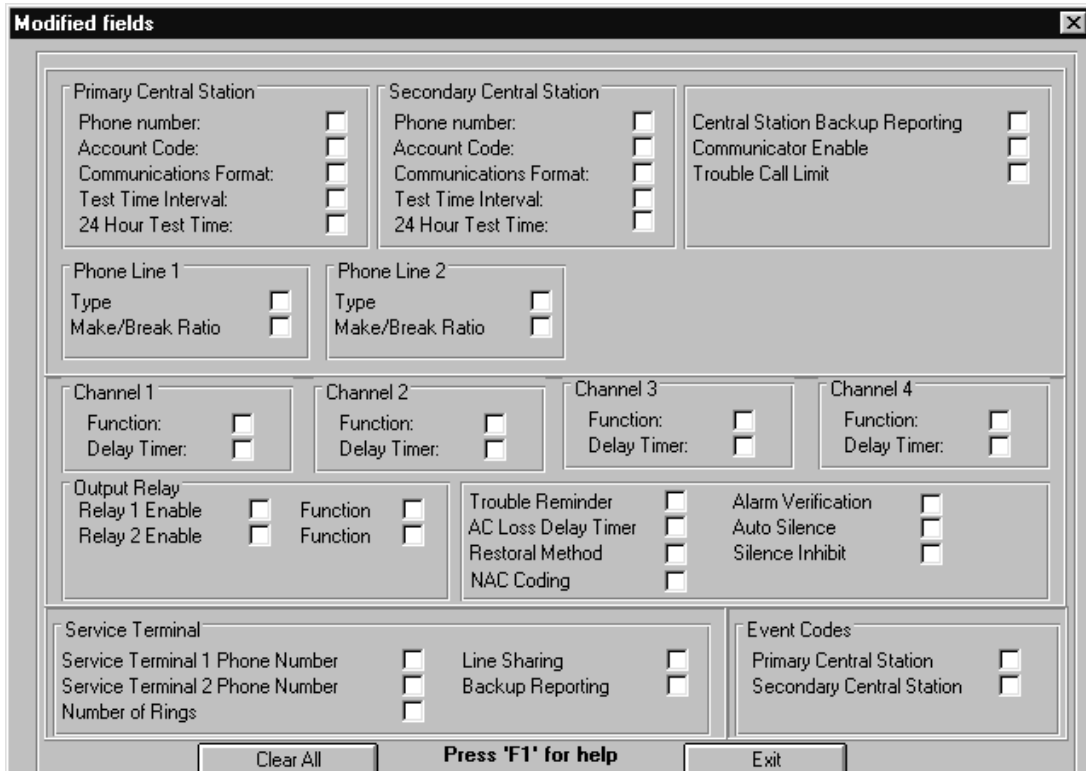 Modified fields
Primary Central Station
Phone number:
Account Code:
Communications Format:
Test Time Interval:
24 Hour Test Time:
Secondary Central Station
Phone number:
Account Code:
Communications Format:
Test Time Interval:
24 Hour Test Time:
Central Station Backup Reporting
Communicator Enable
Trouble Call Limit
Phone Line 1
Type
Make/Break Ratio
Phone Line 2
Type
Make/Break Ratio
Channel 1
Function:
Delay Timer:
Channel 2
Function:
Delay Timer:
Channel 3
Function:
Delay Timer:
Channel 4
Function:
Delay Timer:
Output Relay
Relay 1 Enable Function
Relay 2 Enable Function
Trouble Reminder
AC Loss Delay Timer
Restoral Method
NAC Coding
Alarm Verification
Auto Silence
Silence Inhibit
Service Terminal
Service Terminal 1 Phone Number
Service Terminal 2 Phone Number
Number of Rings
Line Sharing
Backup Reporting
Event Codes
Primary Central Station
Secondary Central Station
Clear All
Press 'F1' for help
Exit